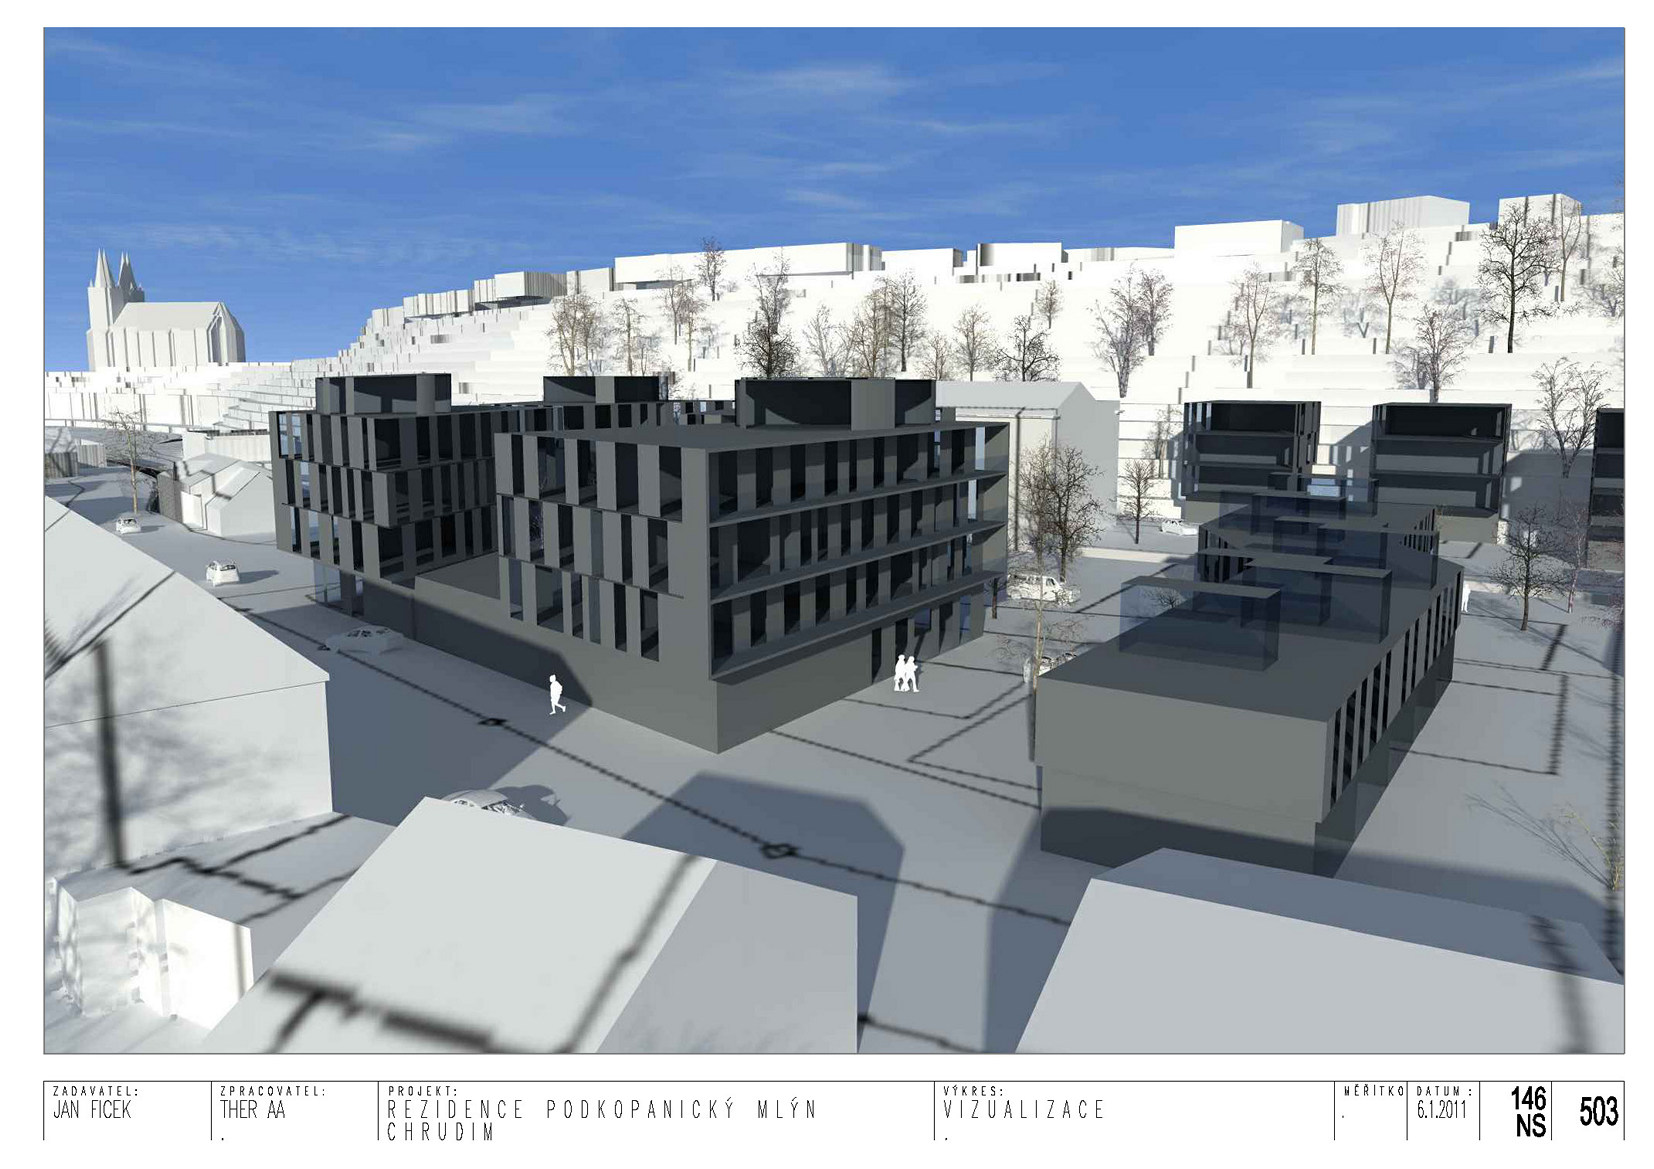 ZADAVATEL:
JAN FICEK
ZPRACOVATEL:
THER AA
.
PROJEKT:
REZIDENCE PODKOPANICKÝ MLÝN
CHRUDIM
VÝKRES:
VIZUALIZACE
.
MĚŘÍTKO
.
DATUM :
6.1.2011
146
NS
503